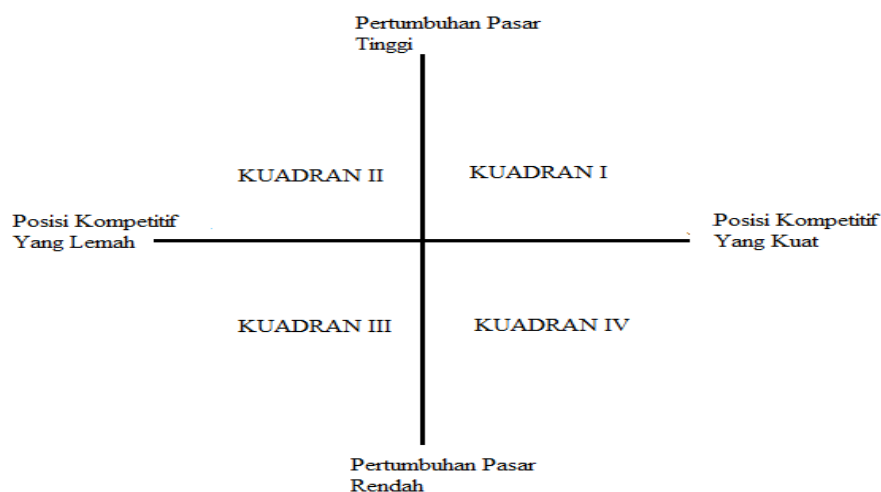 Pertumbuhan Pasar
Tinggi
KUADRAN II
KUADRAN I
Posisi Kompetitif
Yang Lemah
Posisi Kompetitif
Yang Kuat
KUADRAN III
KUADRAN IV
Pertumbuhan Pasar
Rendah